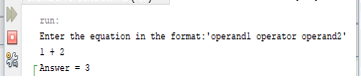 run:
Enter the equation in the format:'operand1 operator operand2'
1 + 2
Answer = 3